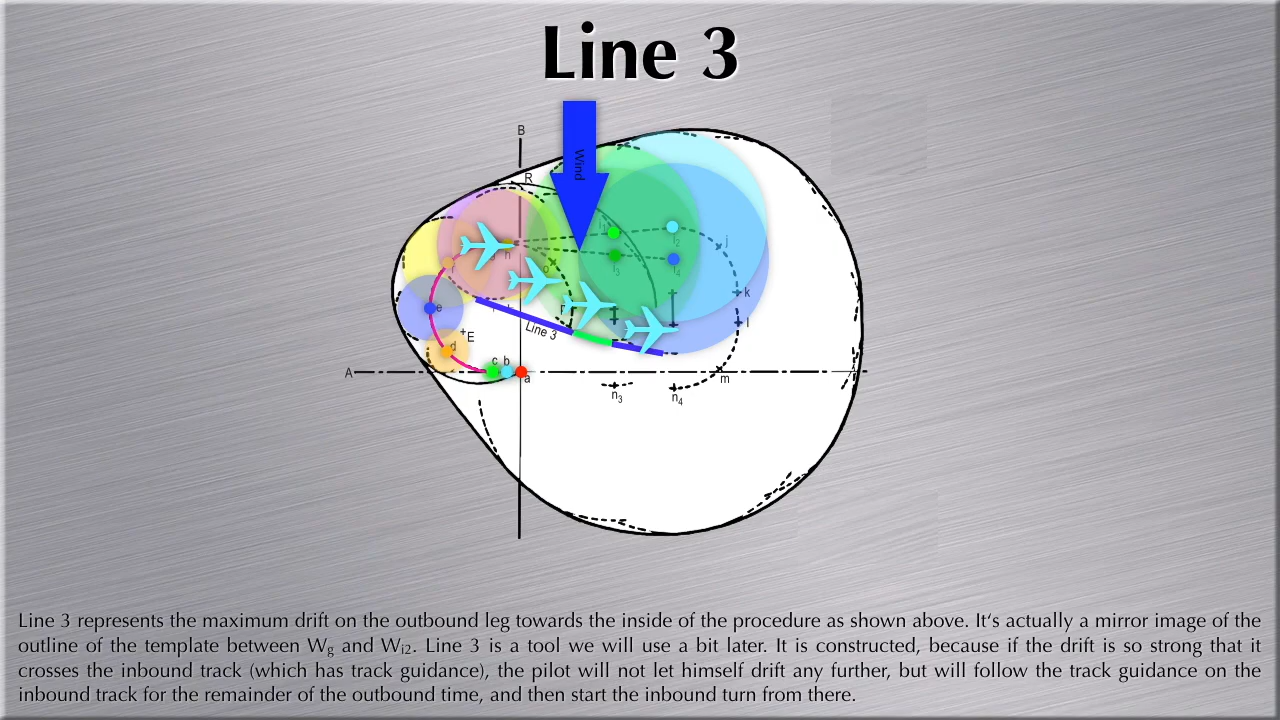 Line 3
B
Wind
R
i2
j
i4
i3
n
k
l
e
Line 3
E
d
c b
a
A
m
n3
n4
Line 3 represents the maximum drift on the outbound leg towards the inside of the procedure as shown above. It's actually a mirror image of the
outline of the template between Wg and Wi2. Line 3 is a tool we will use a bit later. It is constructed, because if the drift is so strong that it
crosses the inbound track (which has track guidance), the pilot will not let himself drift any further, but will follow the track guidance on the
inbound track for the remainder of the outbound time, and then start the inbound turn from there.